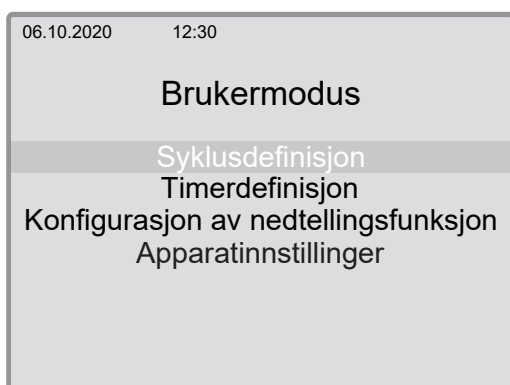 06.10.2020 12:30
Brukermodus
Syklusdefinisjon
Timerdefinisjon
Konfigurasjon av nedtellingsfunksjon
Apparatinnstillinger